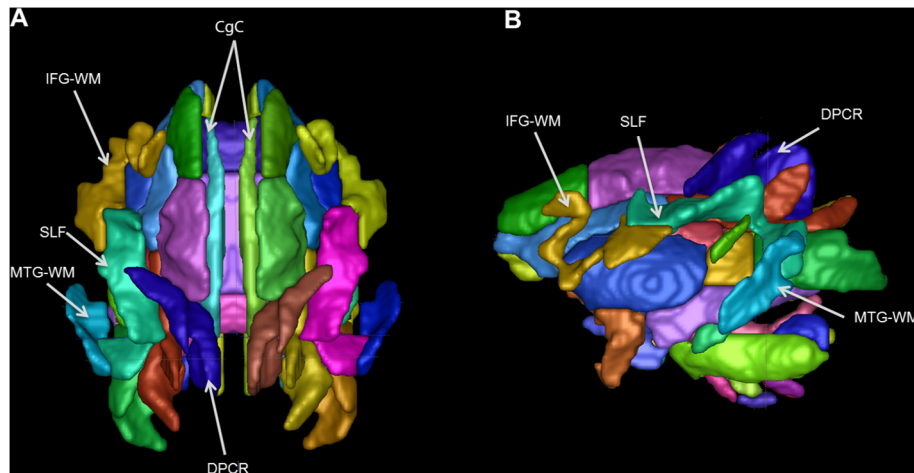 A
CgC
IFG-WM
SLF
MTG-WM
DPCR
B
DPCR
SLF
IFG-WM
MTG-WM